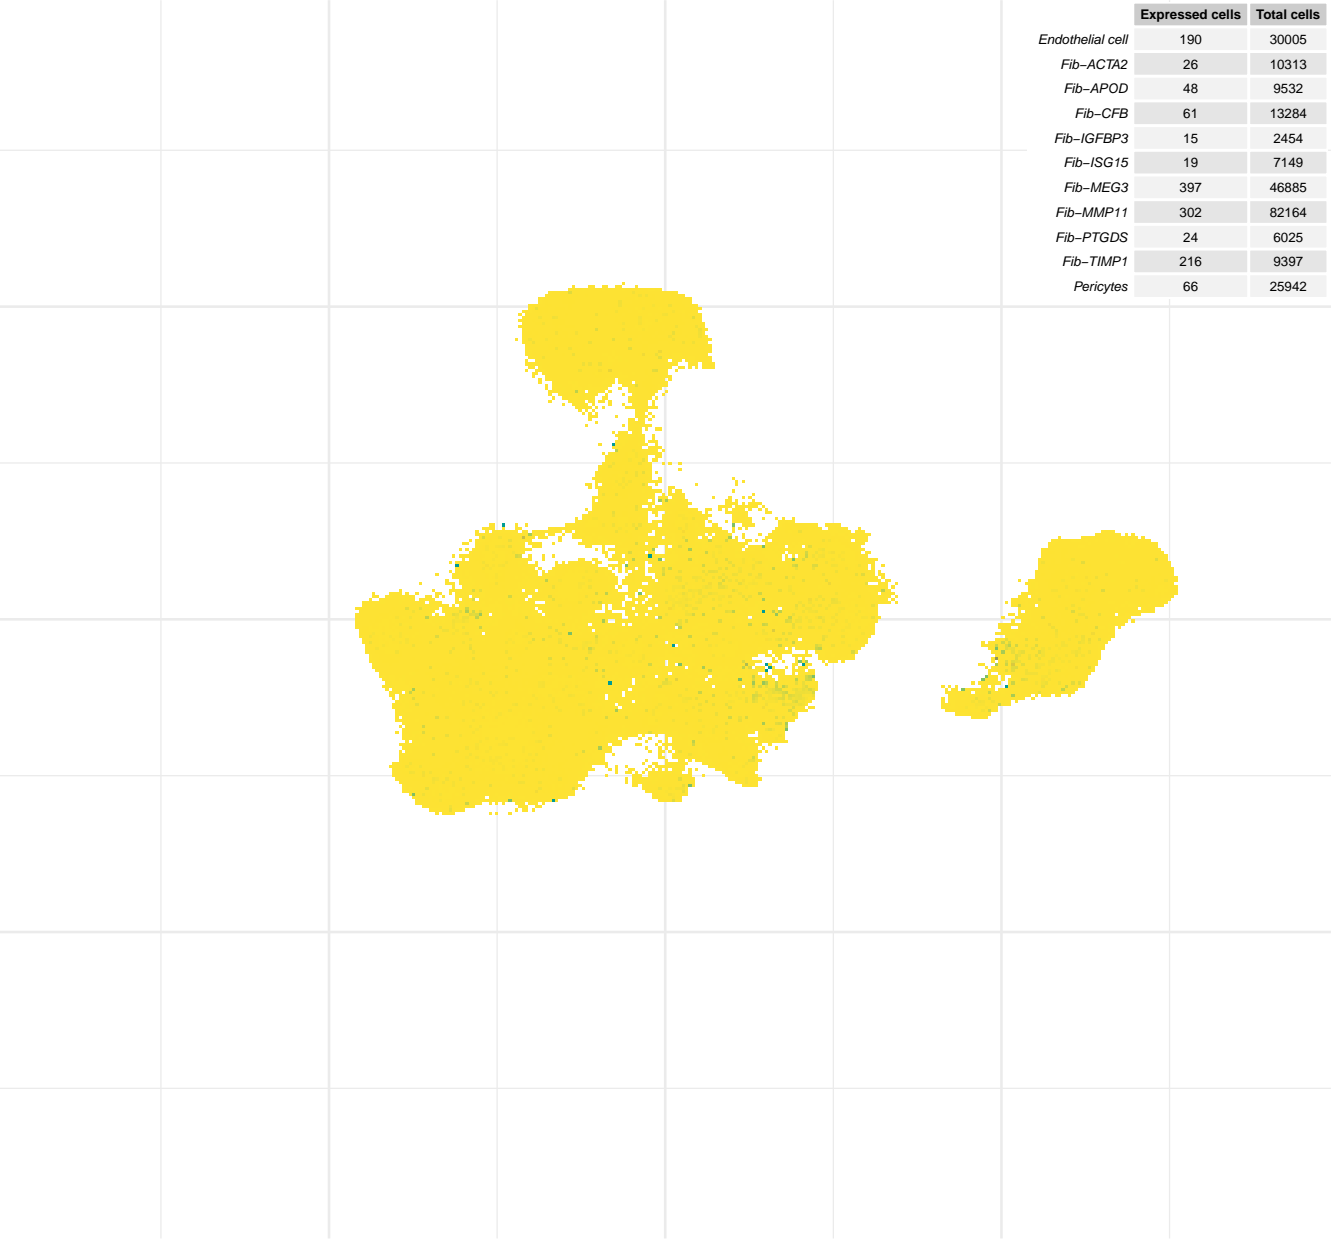 Expressed cells Total cells
Endothelial cell 190 30005
Fib−ACTA2 26 10313
Fib−APOD 48 9532
Fib−CFB 61 13284
Fib−IGFBP3 15 2454
Fib−ISG15 19 7149
Fib−MEG3 397 46885
Fib−MMP11 302 82164
Fib−PTGDS 24 6025
Fib−TIMP1 216 9397
Pericytes 66 25942